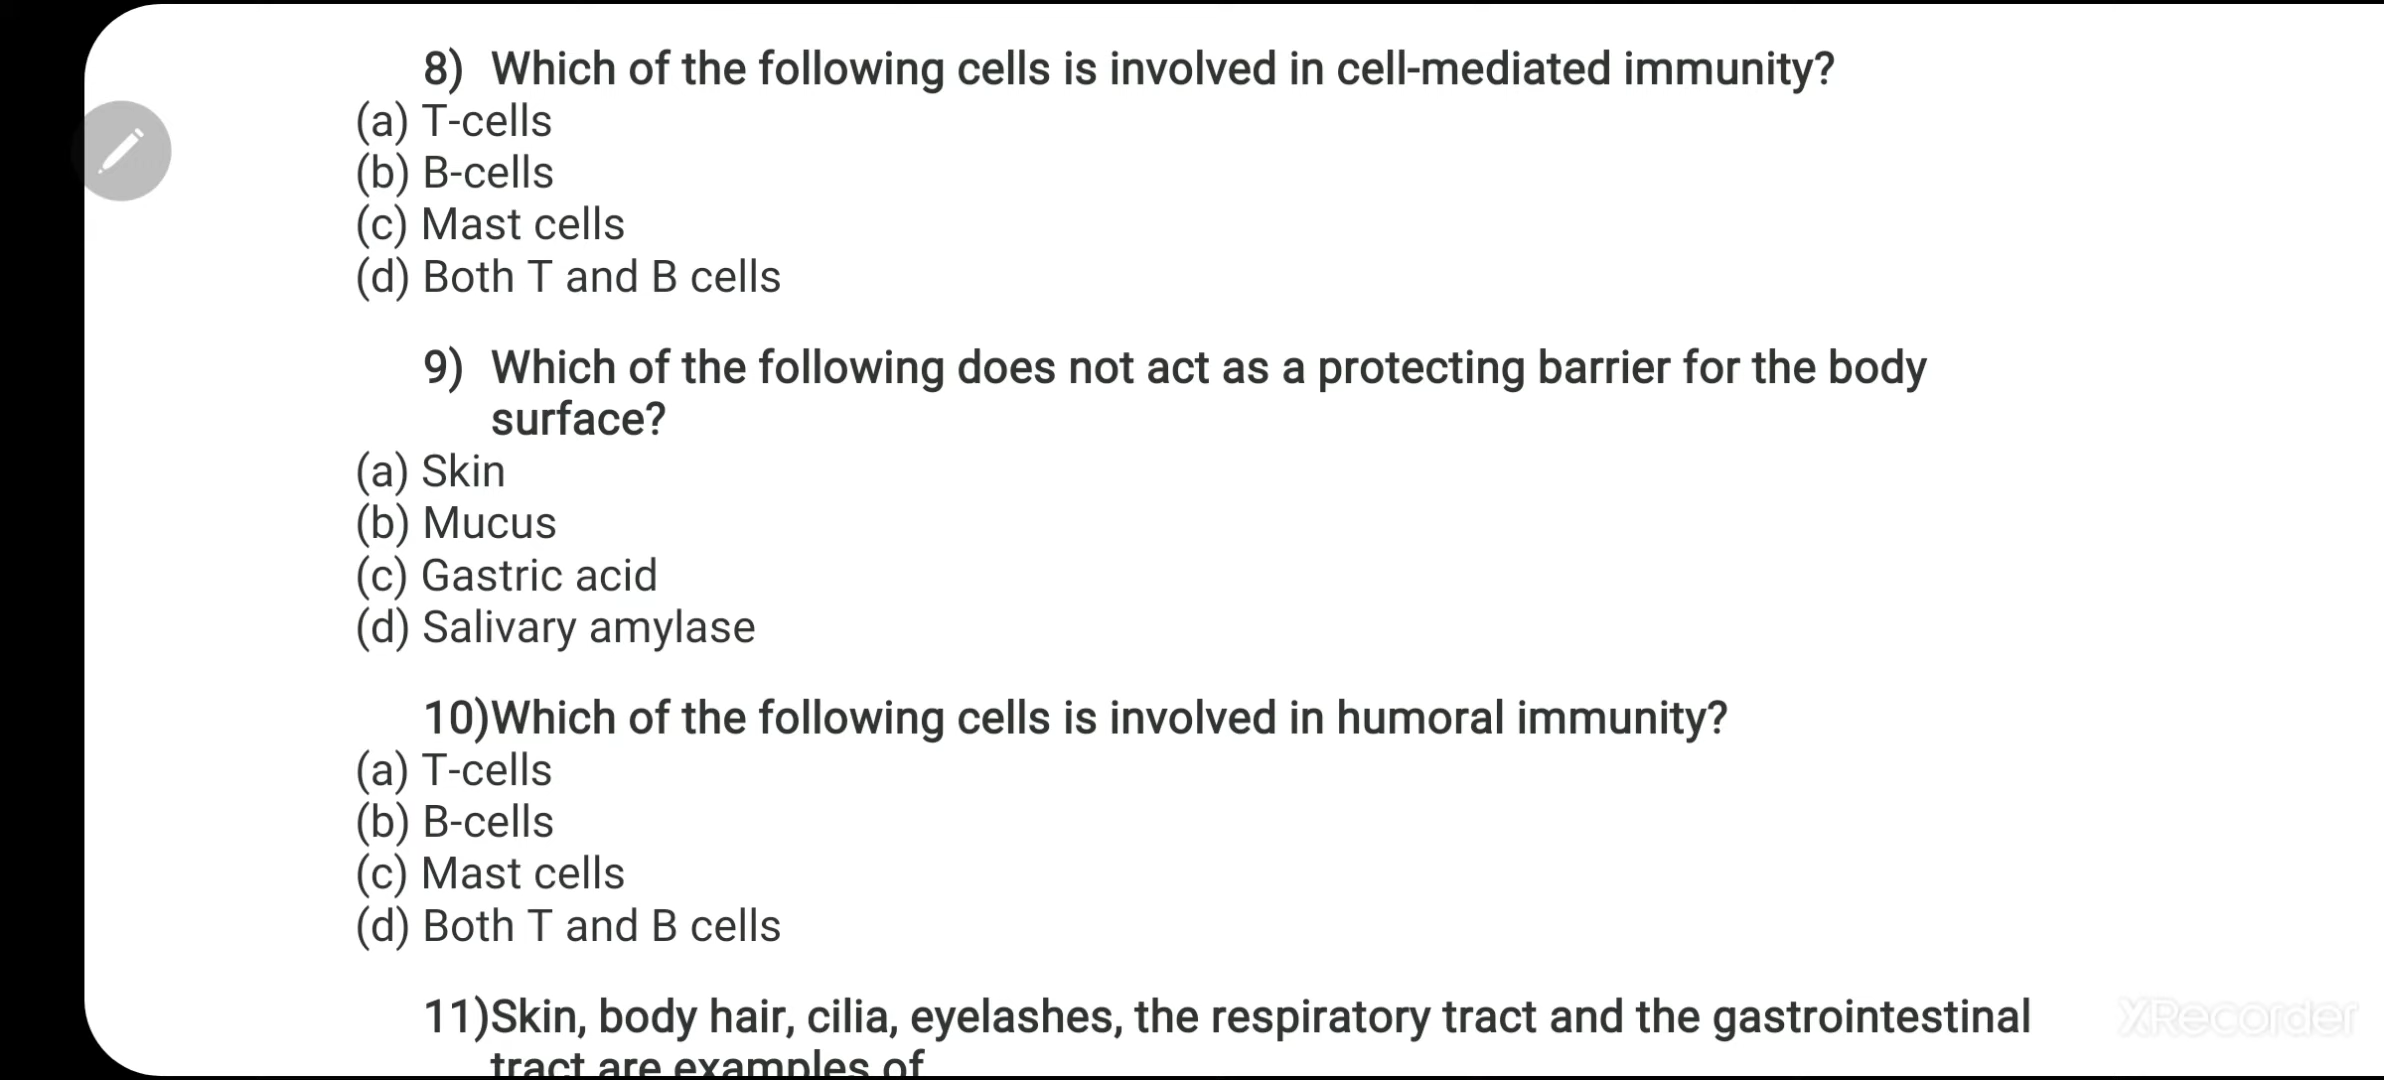 8) Which of the following cells is involved in cell-mediated immunity?
(a) T-cells
(b) B-cells
(c) Mast cells
(d) Both T and B cells
9) Which of the following does not act as a protecting barrier for the body
surface?
(a) Skin
(b) Mucus
(c) Gastric acid
(d) Salivary amylase
10)Which of the following cells is involved in humoral immunity?
(a) T-cells
(b) B-cells
(c) Mast cells
(d) Both T and B cells
11)Skin, body hair, cilia, eyelashes, the respiratory tract and the gastrointestinal
tract are examples of
XRecorder